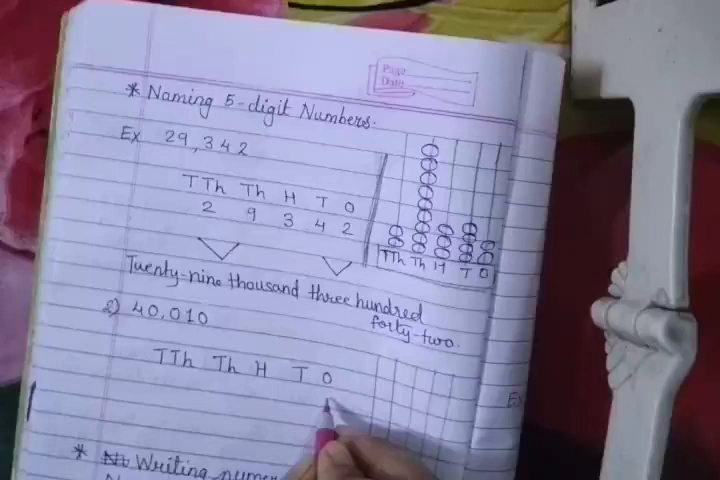 Page
Date
* Naming 5-digit Numbers.
Ex 29,342
TTh Th H T O
2 9 3 4 2
TTh Th H T O
Twenty-nine thousand three hundred
forty-two.
2) 40,010
TTh Th H T O
Ex
* Writing